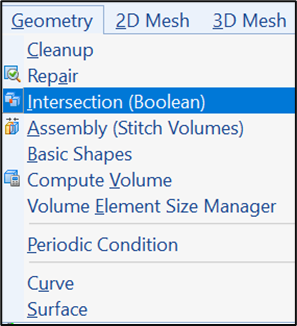 Geometry 2D Mesh 3D Mesh
Cleanup
Repair
Intersection (Boolean)
Assembly (Stitch Volumes)
Basic Shapes
Compute Volume
Volume Element Size Manager
Periodic Condition
Curve
Surface